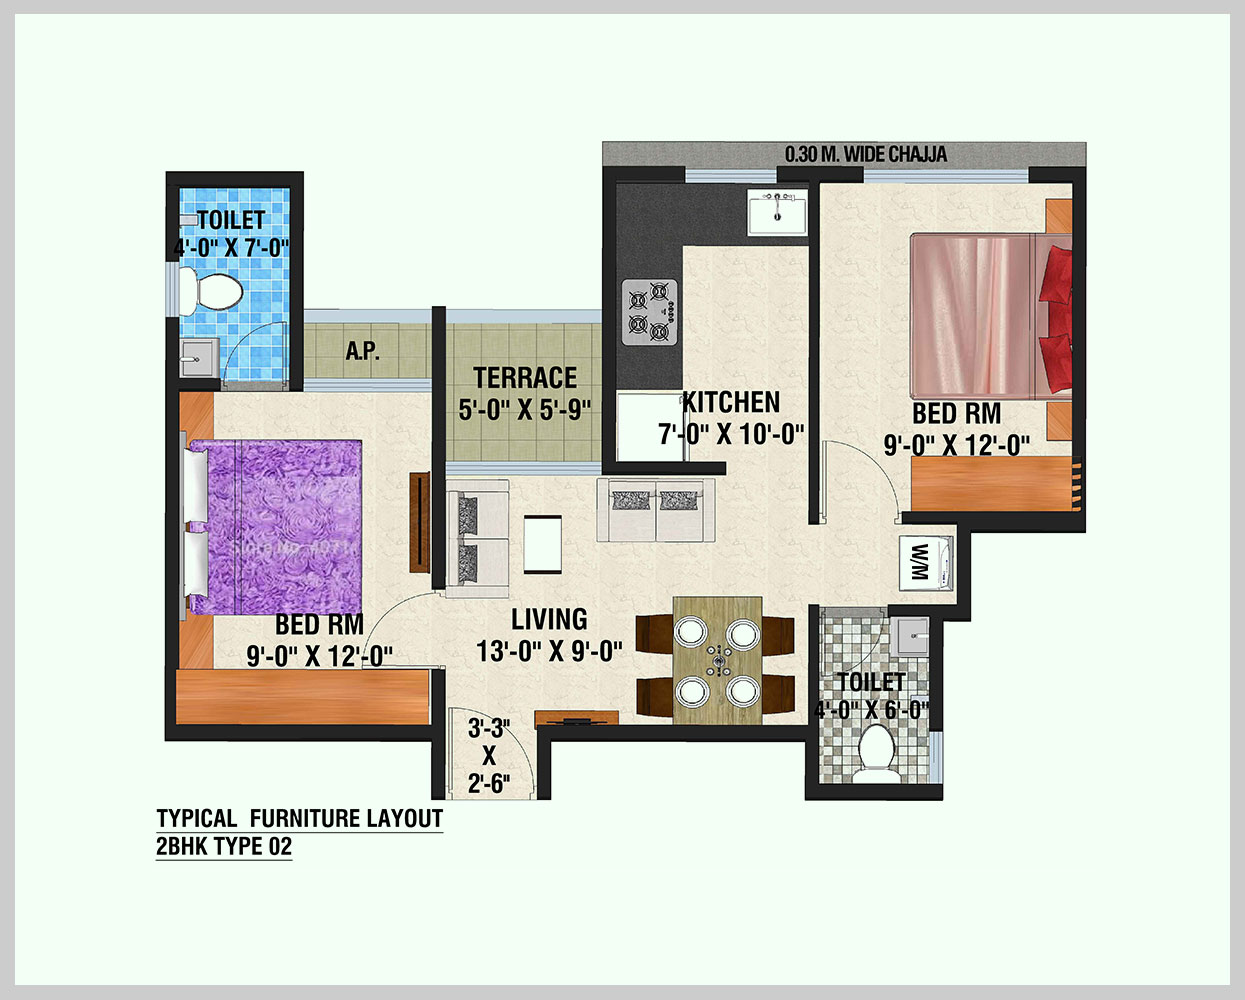 0.30 M. WIDE CHAJJA
TOILET
4'-0" X 7'-0"
A.P.
TERRACE
5'-0" X 5'-9"
KITCHEN
7'-0" X 10'-0"
BED RM
9'-0" X 12'-0"
W/M
BED RM
9'-0" X 12'-0"
LIVING
13'-0" X 9'-0"
TOILET
4'-0" X 6'-0"
3'-3"
X
2'-6"
TYPICAL FURNITURE LAYOUT
2BHK TYPE 02